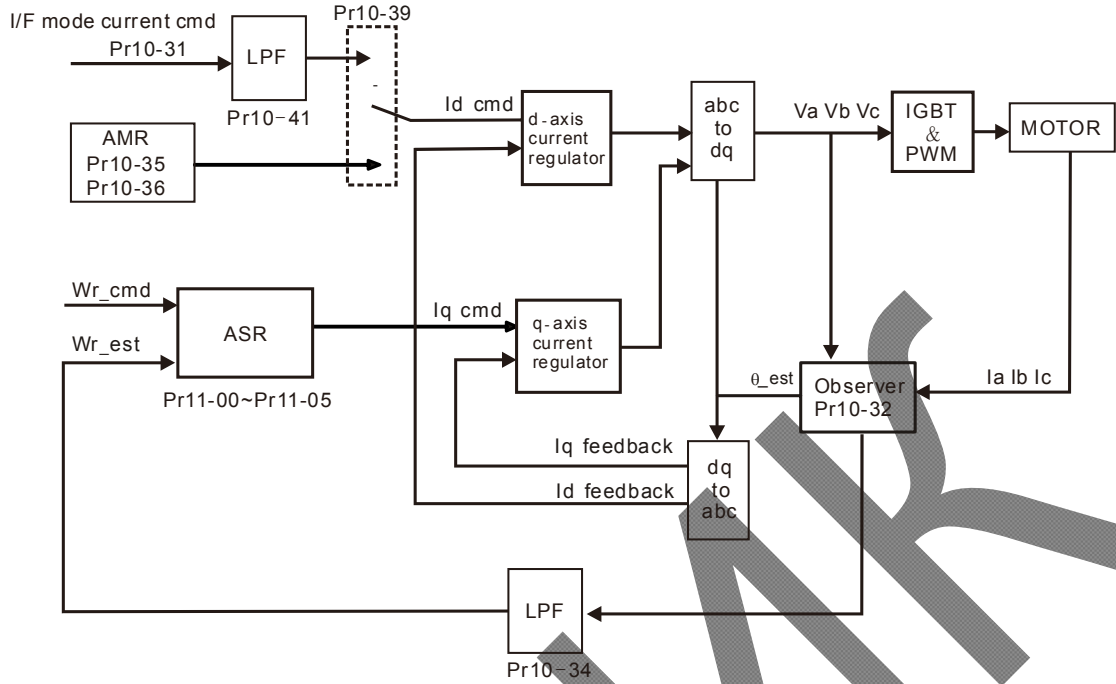 I/F mode current cmd
Pr10-31
LPF
Pr10-41
Pr10-39
AMR
Pr10-35
Pr10-36
Id cmd
d-axis
current
regulator
abc
to
dq
Va Vb Vc
IGBT
&
PWM
MOTOR
Wr_cmd
Wr_est
ASR
Pr11-00~Pr11-05
Iq cmd
q-axis
current
regulator
θ_est
Observer
Pr10-32
Ia Ib Ic
Iq feedback
Id feedback
dq
to
abc
LPF
Pr10-34